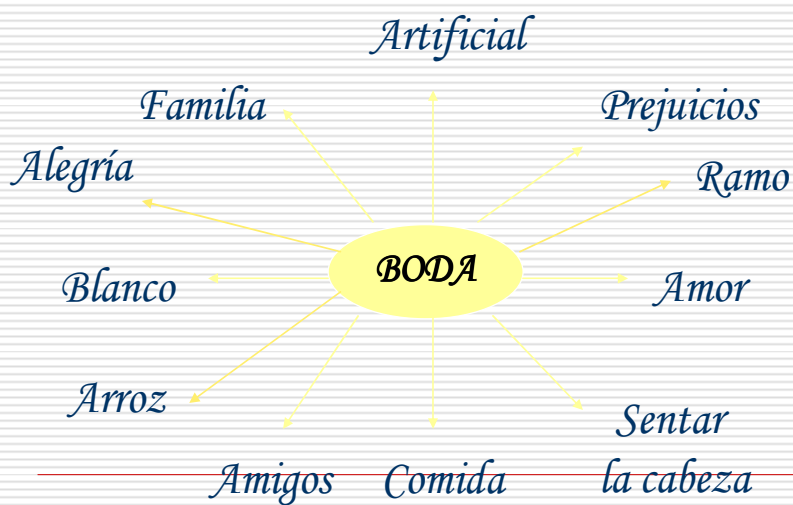 Artificial
Familia
Prejuicios
Alegría
Ramo
BODA
Blanco
Amor
Arroz
Sentar
la cabeza
Amigos
Comida